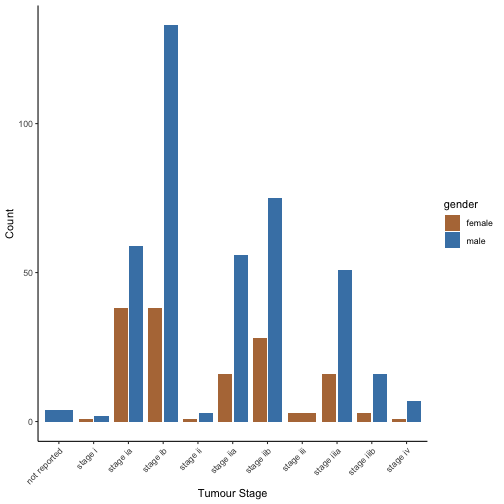 Count
100
50
0
not reported
stage i
stage ia
stage ib
stage ii
stage iia
stage iib
stage iii
stage iiia
stage iiib
stage iv
Tumour Stage
gender
female
male